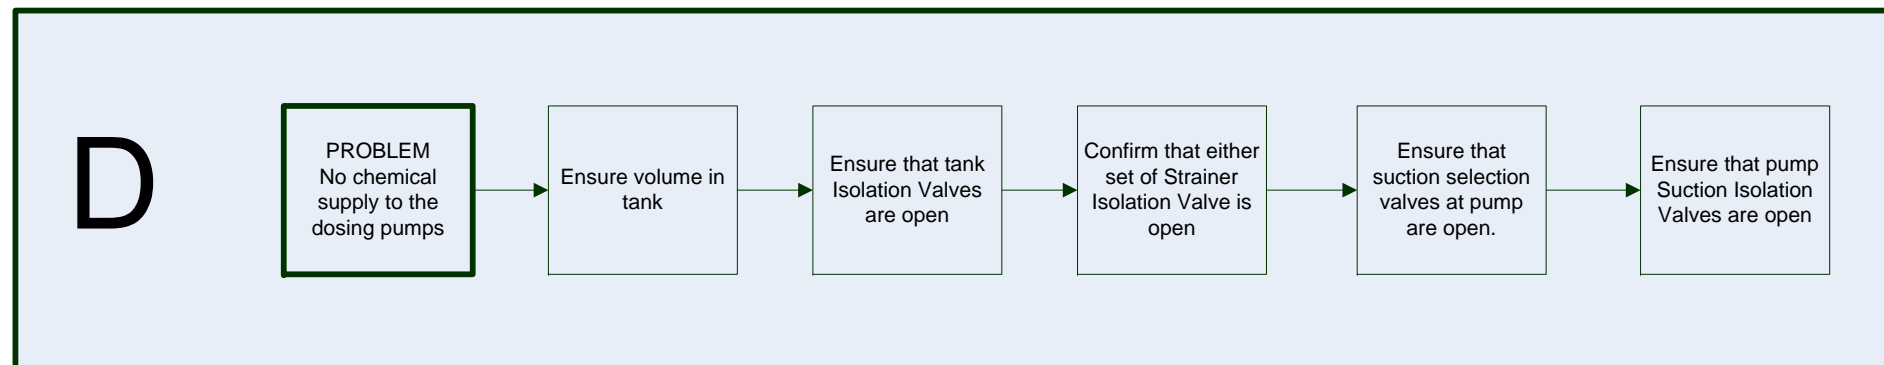 D
PROBLEM
No chemical
supply to the
dosing pumps
Ensure volume in
tank
Ensure that tank
Isolation Valves
are open
Confirm that either
set of Strainer
Isolation Valve is
open
Ensure that
suction selection
valves at pump
are open.
Ensure that pump
Suction Isolation
Valves are open